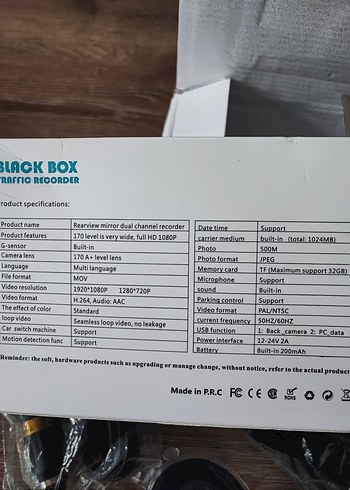 BLACK BOX
TRAFFIC RECORDER
roduct specifications:
Product name Rearview mirror dual channel recorder
Product features 170 level is very wide, full HD 1080P
G-sensor Built-in
Camera lens 170 A+ level lens
Language Multi language
File format MOV
Video resolution 1920*1080P 1280*720P
Video format H.264, Audio: AAC
The effect of color Standard
loop video Seamless loop video, no leakage
Car switch machine Support
Motion detection func Support
Date time Support
carrier medium built-in (total: 1024MB)
Photo 500M
Photo format JPEG
Memory card TF (Maximum support 32GB)
Microphone Support
sound Built-in
Parking control Support
Video format PAL/NTSC
current frequency 50HZ/60HZ
USB function 1: Back_camera 2: PC_data
Power interface 12-24V 2A
Battery Built-in 200mAh
Reminder: the soft, hardware products such as upgrading or manage change, without notice, refer to the actual product
Made in P.R.C FC CE ROHS